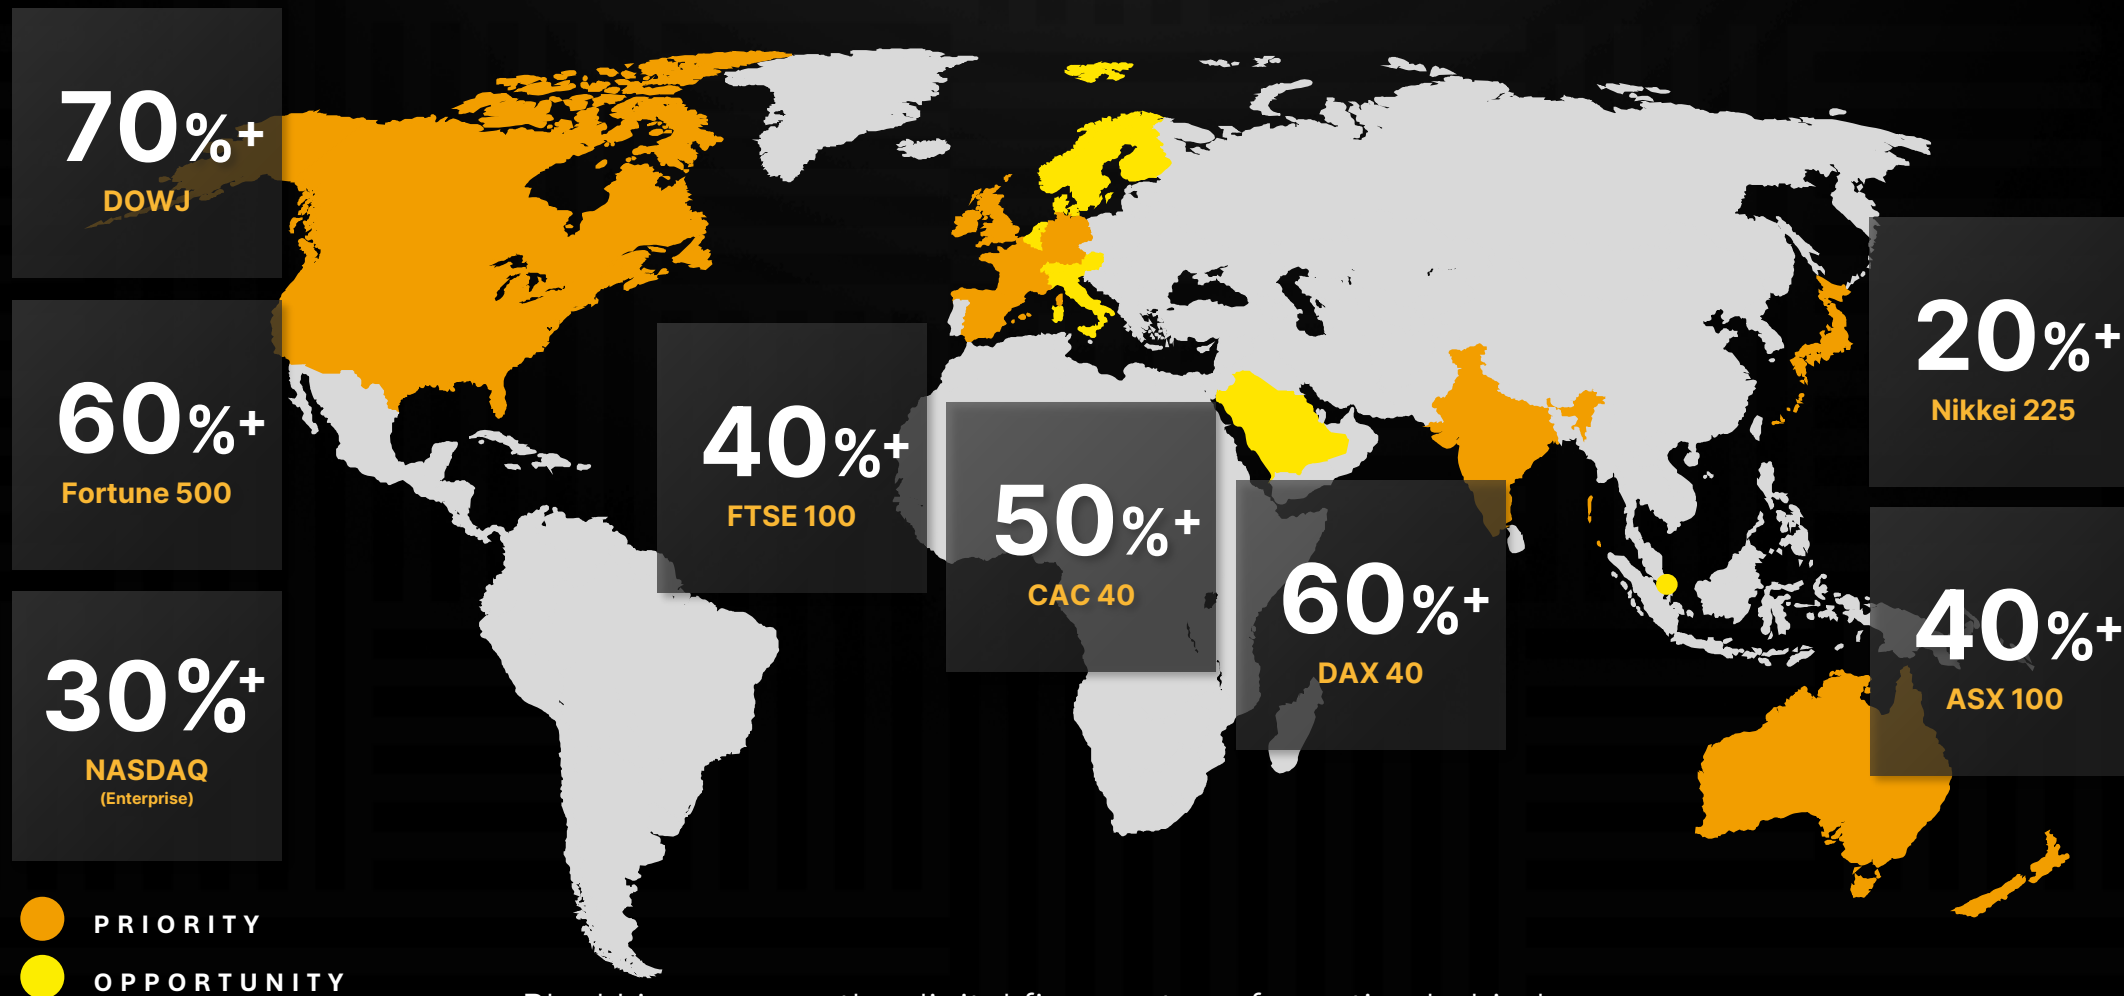 70%+
DOWJ
60%+
Fortune 500
30%+
NASDAQ
(Enterprise)
40%+
FTSE 100
50%+
CAC 40
60%+
DAX 40
20%+
Nikkei 225
40%+
ASX 100
PRIORITY
OPPORTUNITY